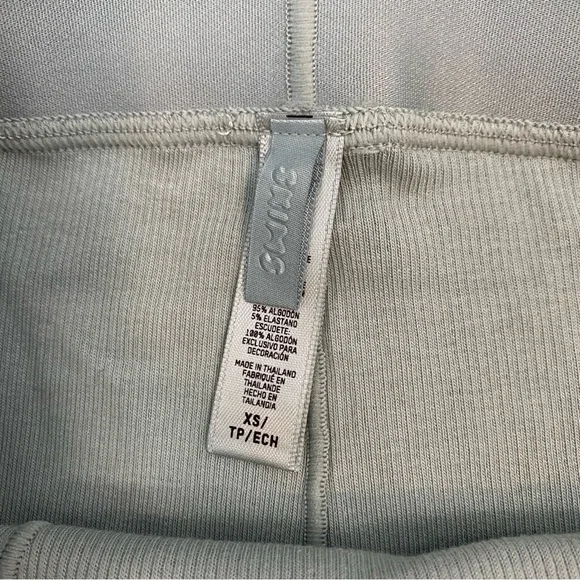 SKIMS
E
95% ALGODÓN
5% ELASTANO
ESCUDETE:
100% ALGODÓN
EXCLUSIVO PARA
DECORACIÓN
MADE IN THAILAND
FABRIQUÉ EN
THAÏLANDE
HECHO EN
TAILANDIA
XS/
TP/ECH